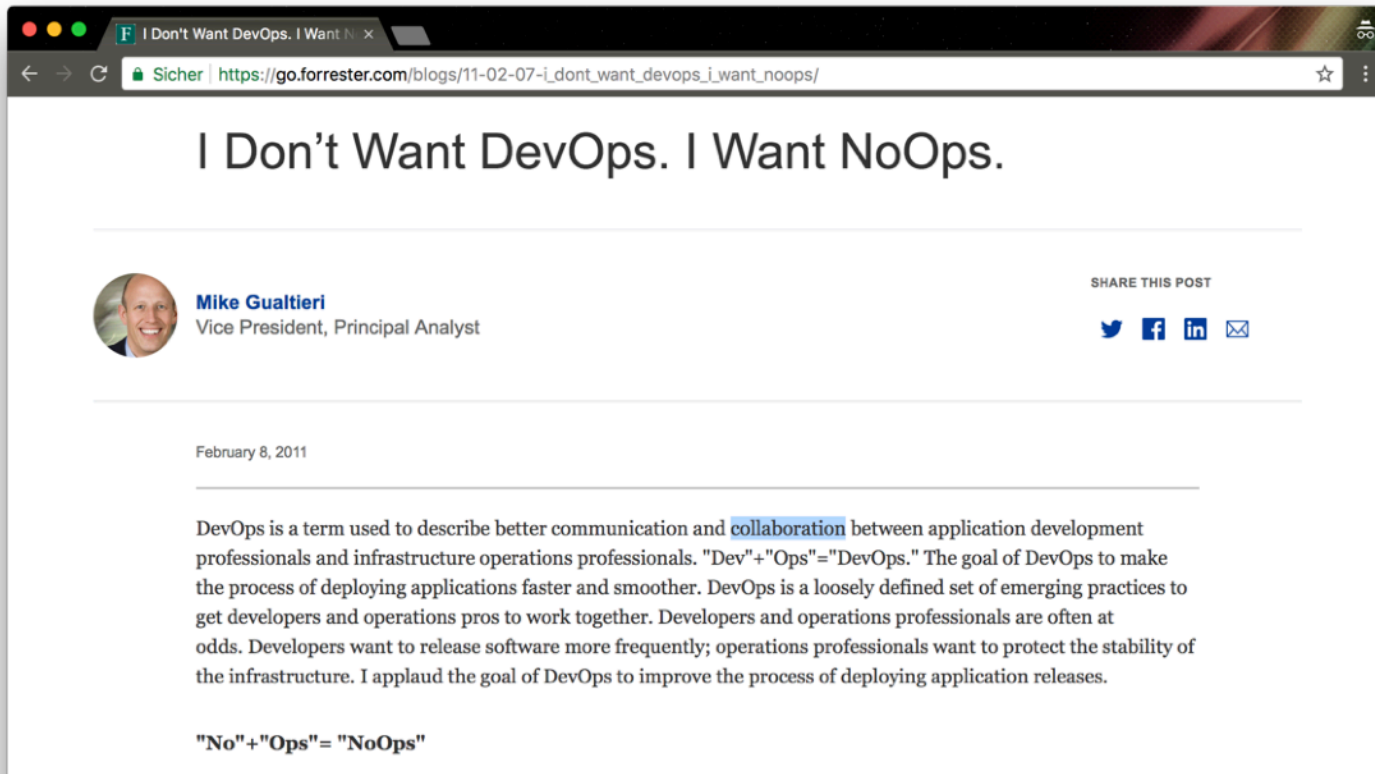 F I Don't Want DevOps. I Want N
Sicher https://go.forrester.com/blogs/11-02-07-i_dont_want_devops_i_want_noops/
I Don’t Want DevOps. I Want NoOps.
Mike Gualtieri
Vice President, Principal Analyst
SHARE THIS POST
February 8, 2011
DevOps is a term used to describe better communication and collaboration between application development
professionals and infrastructure operations professionals. "Dev"+"Ops"="DevOps." The goal of DevOps to make
the process of deploying applications faster and smoother. DevOps is a loosely defined set of emerging practices to
get developers and operations pros to work together. Developers and operations professionals are often at
odds. Developers want to release software more frequently; operations professionals want to protect the stability of
the infrastructure. I applaud the goal of DevOps to improve the process of deploying application releases.
"No"+"Ops"= "NoOps"